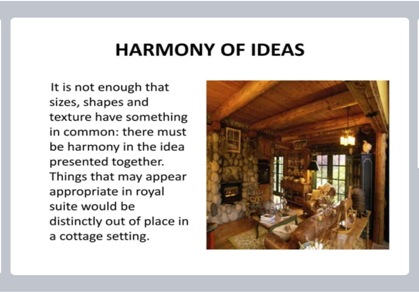 HARMONY OF IDEAS
It is not enough that
sizes, shapes and
texture have something
in common: there must
be harmony in the idea
presented together.
Things that may appear
appropriate in royal
suite would be
distinctly out of place in
a cottage setting.